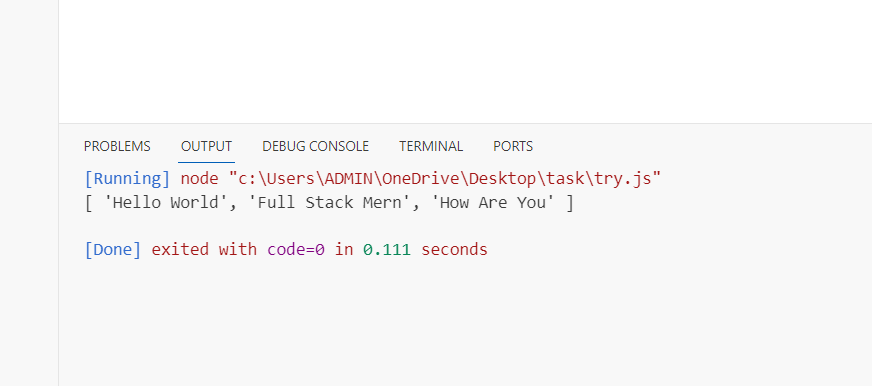 PROBLEMS OUTPUT DEBUG CONSOLE TERMINAL PORTS
[Running] node "c:\Users\ADMIN\OneDrive\Desktop\task\try.js"
[ 'Hello World', 'Full Stack Mern', 'How Are You' ]
[Done] exited with code=0 in 0.111 seconds